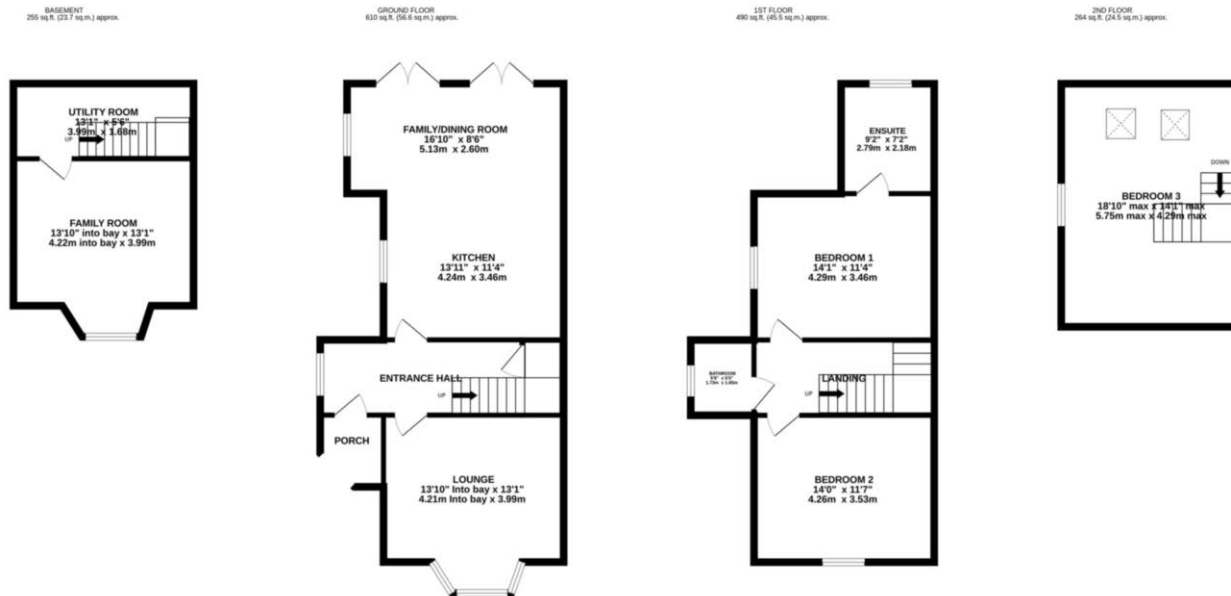 BASEMENT
255 sq.ft. (23.7 sq.m.) approx.
UTILITY ROOM
13'1" x 5'6"
3.99m x 1.68m
UP
FAMILY ROOM
13'10" into bay x 13'1"
4.22m into bay x 3.99m
GROUND FLOOR
610 sq.ft. (56.6 sq.m.) approx.
FAMILY/DINING ROOM
16'10" x 8'6"
5.13m x 2.60m
KITCHEN
13'11" x 11'4"
4.24m x 3.46m
ENTRANCE HALL
UP
PORCH
LOUNGE
13'10" Into bay x 13'1"
4.21m Into bay x 3.99m
1ST FLOOR
490 sq.ft. (45.5 sq.m.) approx.
ENSUITE
9'2" x 7'2"
2.79m x 2.18m
BEDROOM 1
14'1" x 11'4"
4.29m x 3.46m
BATHROOM
LANDING
UP
BEDROOM 2
14'0" x 11'7"
4.26m x 3.53m
2ND FLOOR
264 sq.ft. (24.5 sq.m.) approx.
DOWN
BEDROOM 3
18'10" max x 14'1" max
5.75m max x 4.29m max